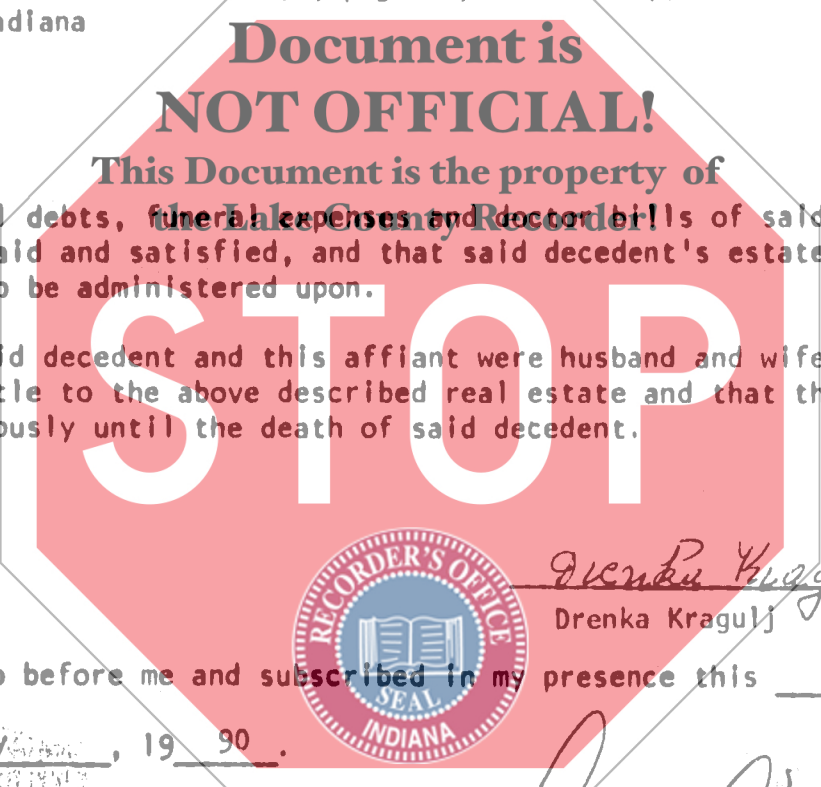 ndiana
Document is
NOT OFFICIAL!
This Document is the property of
the Lake County Recorder!
debts, funeral expenses and doctor bills of said
aid and satisfied, and that said decedent's estate
o be administered upon.
id decedent and this affiant were husband and wife
tle to the above described real estate and that th
ously until the death of said decedent.
STOP
RECORDER'S OFFICE
SEAL
INDIANA
Drenka
Drenka Kragulj
o before me and subscribed in my presence this
, 19 90 .